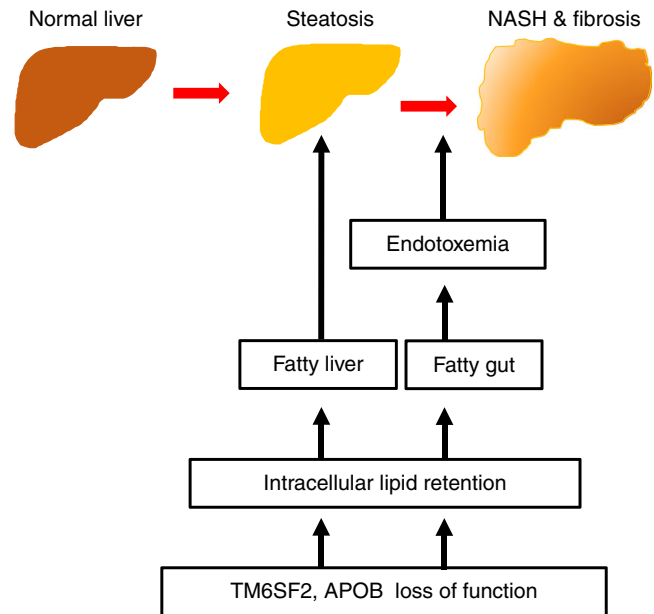 Normal liver
Steatosis
NASH & fibrosis
Endotoxemia
Fatty liver
Fatty gut
Intracellular lipid retention
TM6SF2, APOB loss of function